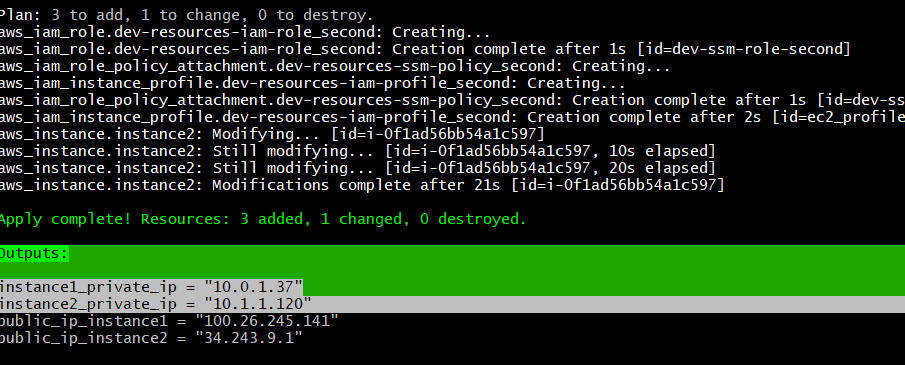 Plan: 3 to add, 1 to change, 0 to destroy.
aws_iam_role.dev-resources-iam-role_second: Creating...
aws_iam_role.dev-resources-iam-role_second: Creation complete after 1s [id=dev-ssm-role-second]
aws_iam_role_policy_attachment.dev-resources-ssm-policy_second: Creating...
aws_iam_instance_profile.dev-resources-iam-profile_second: Creating...
aws_iam_role_policy_attachment.dev-resources-ssm-policy_second: Creation complete after 1s [id=dev-ss
aws_iam_instance_profile.dev-resources-iam-profile_second: Creation complete after 2s [id=ec2_profile
aws_instance.instance2: Modifying... [id=i-0f1ad56bb54a1c597]
aws_instance.instance2: Still modifying... [id=i-0f1ad56bb54a1c597, 10s elapsed]
aws_instance.instance2: Still modifying... [id=i-0f1ad56bb54a1c597, 20s elapsed]
aws_instance.instance2: Modifications complete after 21s [id=i-0f1ad56bb54a1c597]
Apply complete! Resources: 3 added, 1 changed, 0 destroyed.
Outputs:
instance1_private_ip = "10.0.1.37"
instance2_private_ip = "10.1.1.120"
public_ip_instance1 = "100.26.245.141"
public_ip_instance2 = "34.243.9.1"